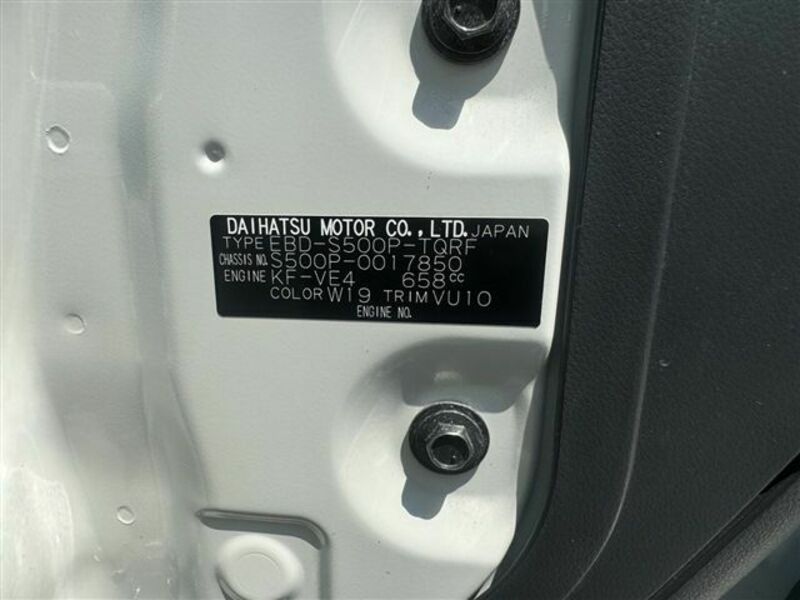 DAIHATSU MOTOR CO.,LTD. JAPAN
TYPE EBD-S500P-TQRF
CHASSIS NO. S500P-0017850
ENGINE KF-VE4 658cc
COLOR W19 TRIM VU10
ENGINE NO.